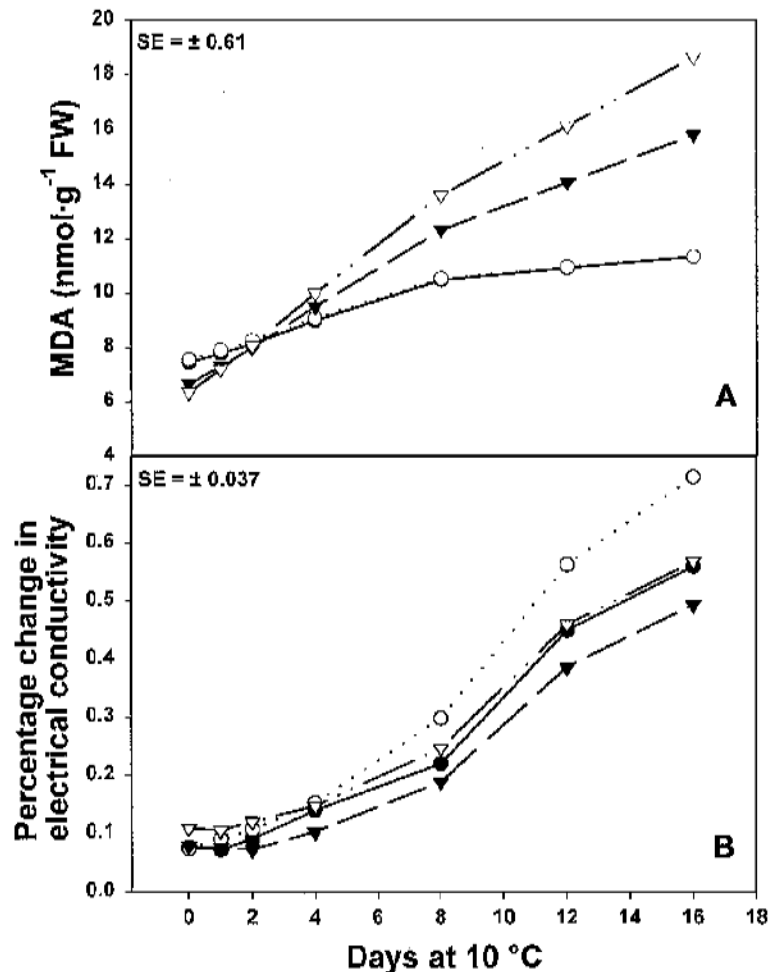 SE = ± 0.61
20
18
16
14
12
10
8
6
4
MDA (nmol·g⁻¹ FW)
A
SE = ± 0.037
0.7
0.6
0.5
0.4
0.3
0.2
0.1
0.0
Percentage change in
electrical conductivity
B
0 2 4 6 8 10 12 14 16 18
Days at 10 °C